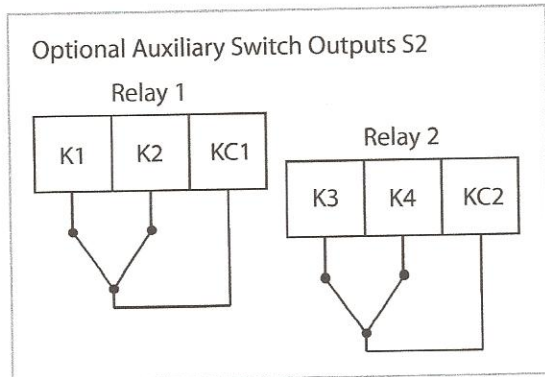 Optional Auxiliary Switch Outputs S2
Relay 1
K1 K2 KC1
Relay 2
K3 K4 KC2